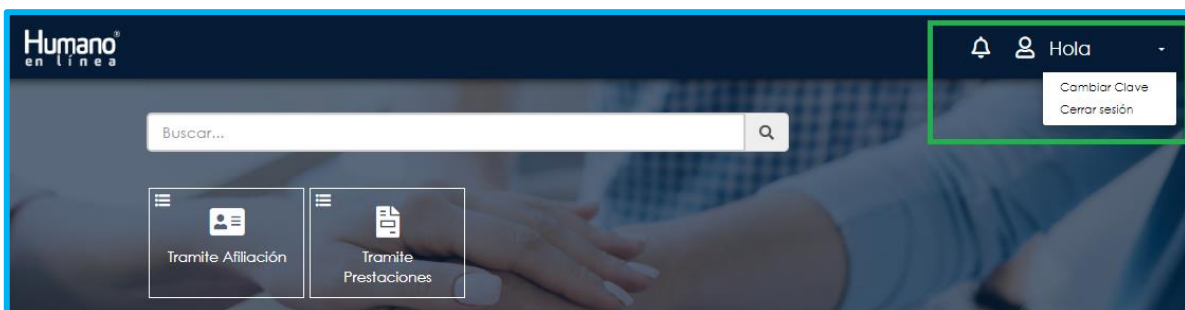 Humano®
en línea
Hola
Cambiar Clave
Cerrar sesión
Buscar...
Tramite Afiliación
Tramite
Prestaciones